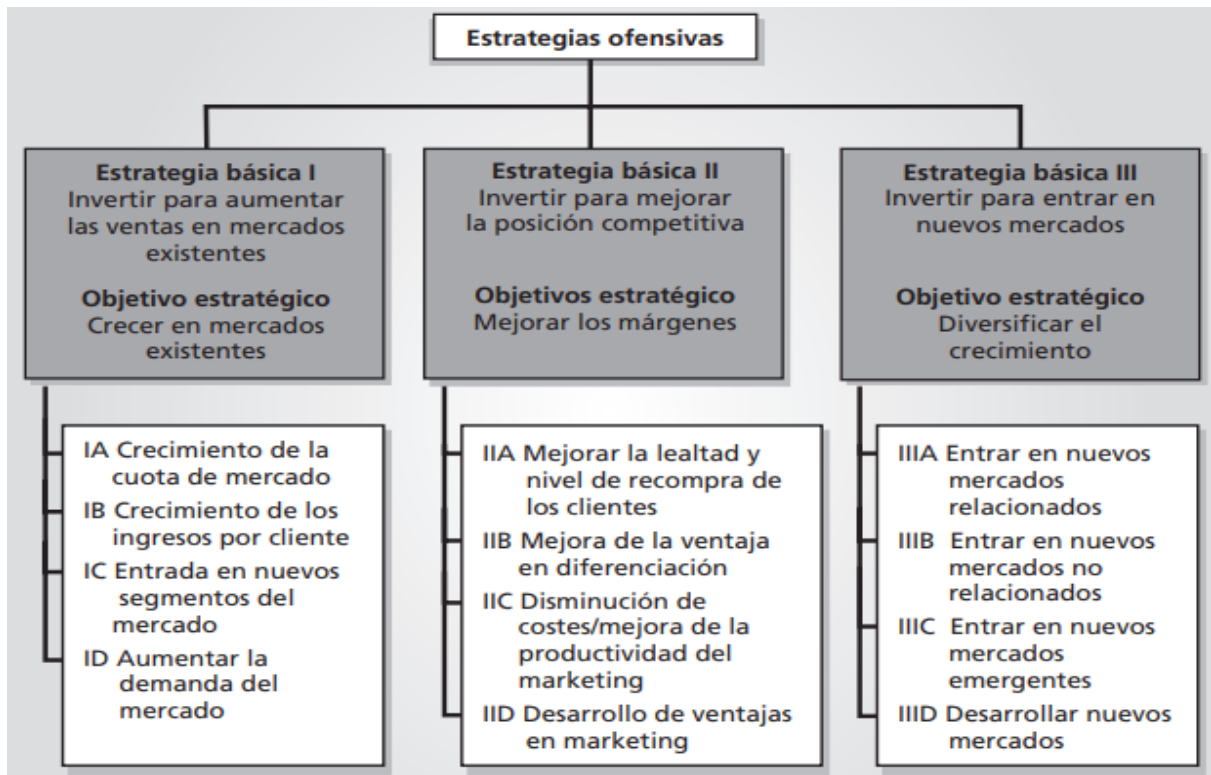 Estrategias ofensivas
Estrategia básica I
Invertir para aumentar
las ventas en mercados
existentes
Objetivo estratégico
Crecer en mercados
existentes
IA Crecimiento de la
cuota de mercado
IB Crecimiento de los
ingresos por cliente
IC Entrada en nuevos
segmentos del
mercado
ID Aumentar la
demanda del
mercado
Estrategia básica II
Invertir para mejorar
la posición competitiva
Objetivos estratégico
Mejorar los márgenes
IIA Mejorar la lealtad y
nivel de recompra de
los clientes
IIB Mejora de la ventaja
en diferenciación
IIC Disminución de
costes/mejora de la
productividad del
marketing
IID Desarrollo de ventajas
en marketing
Estrategia básica III
Invertir para entrar en
nuevos mercados
Objetivo estratégico
Diversificar el
crecimiento
IIIA Entrar en nuevos
mercados
relacionados
IIIB Entrar en nuevos
mercados no
relacionados
IIIC Entrar en nuevos
mercados
emergentes
IIID Desarrollar nuevos
mercados